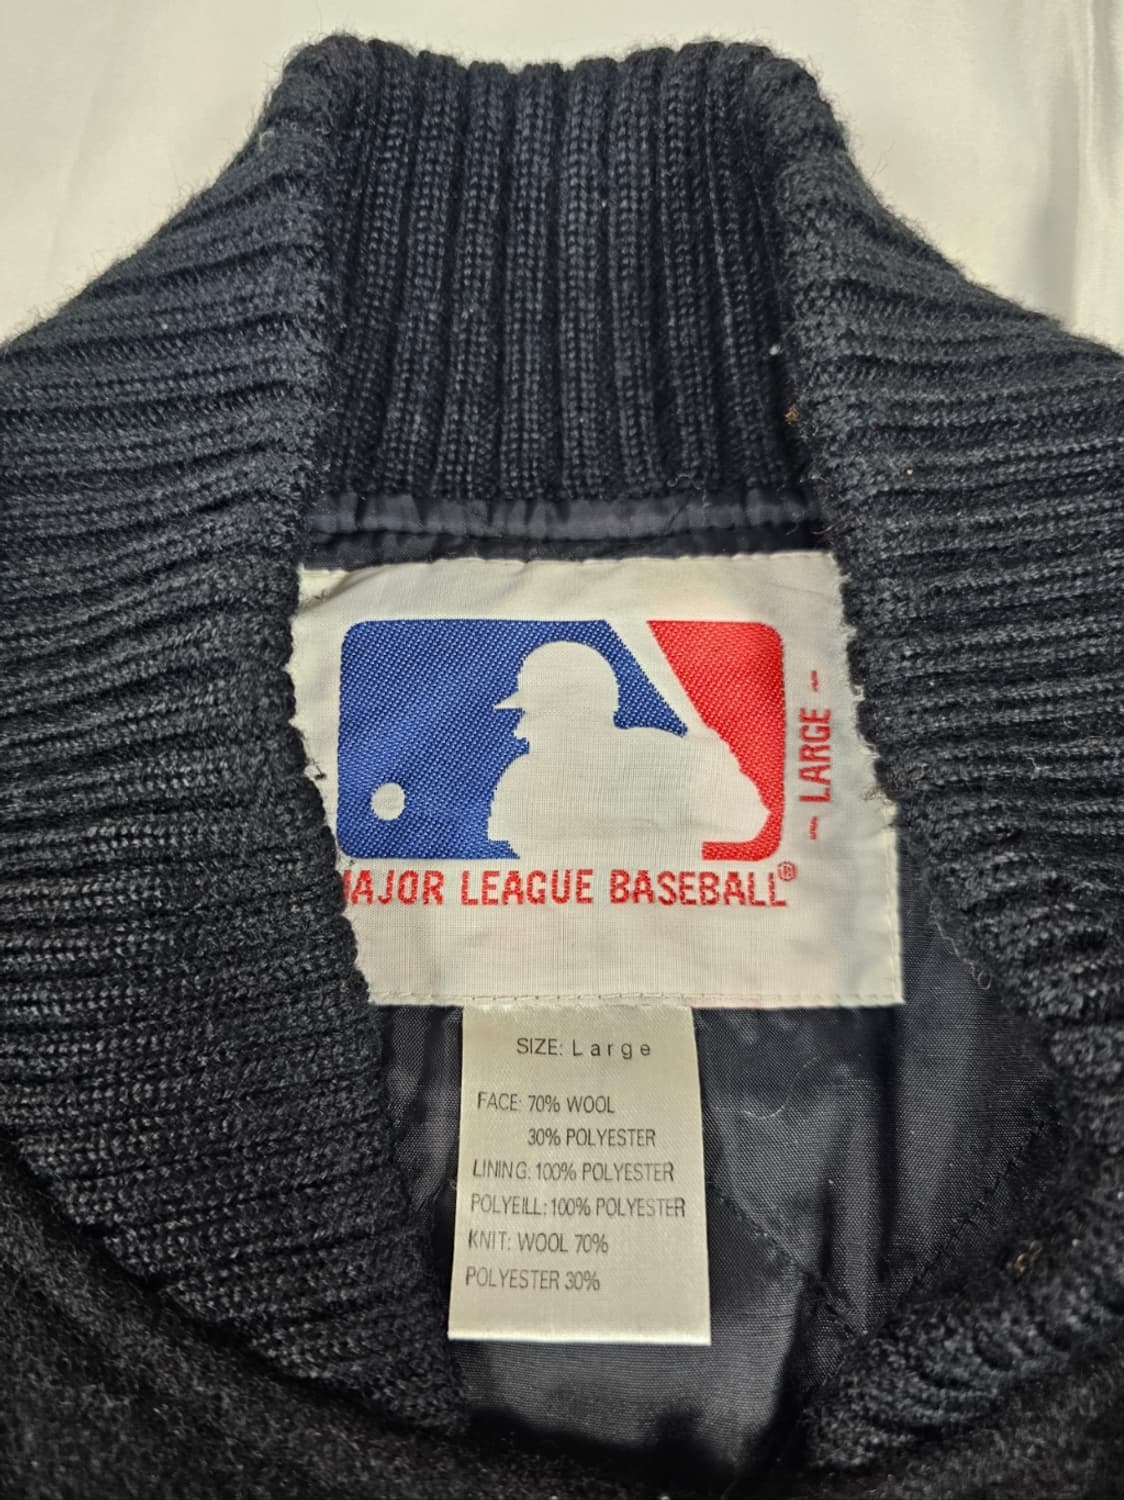 AJOR LEAGUE BASEBALL®
- LARGE -
SIZE: Large
FACE: 70% WOOL
30% POLYESTER
LINING: 100% POLYESTER
POLYEILL: 100% POLYESTER
KNIT: WOOL 70%
POLYESTER 30%